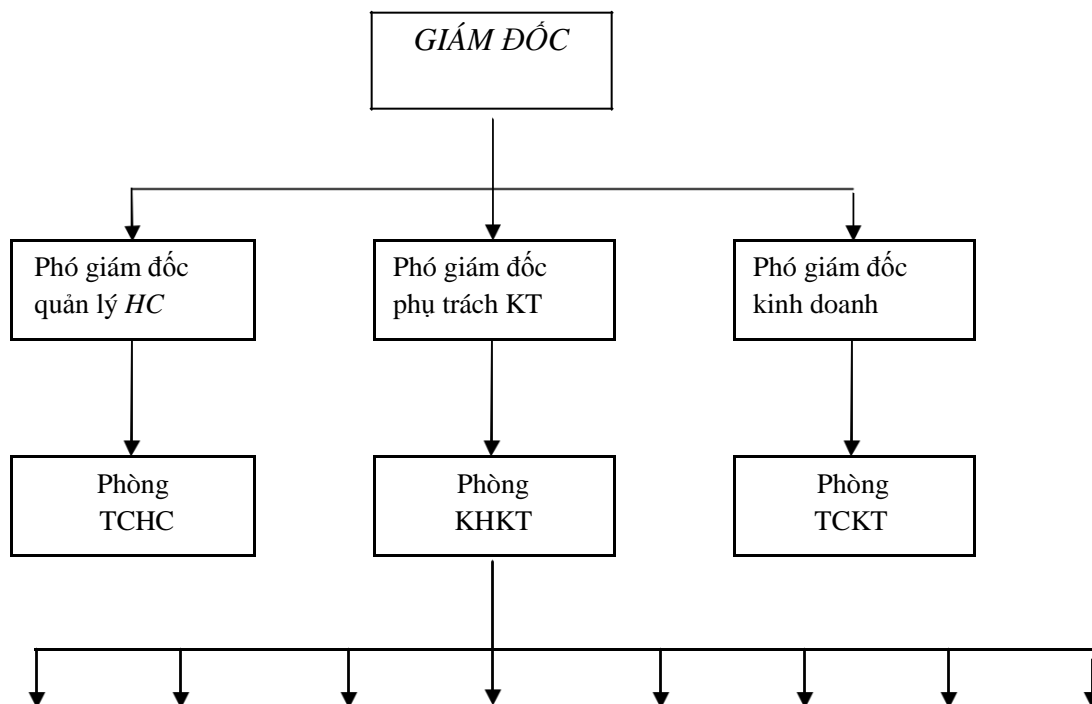 GIÁM ĐỐC
Phó giám đốc
quản lý HC
Phó giám đốc
phụ trách KT
Phó giám đốc
kinh doanh
Phòng
TCHC
Phòng
KHKT
Phòng
TCKT